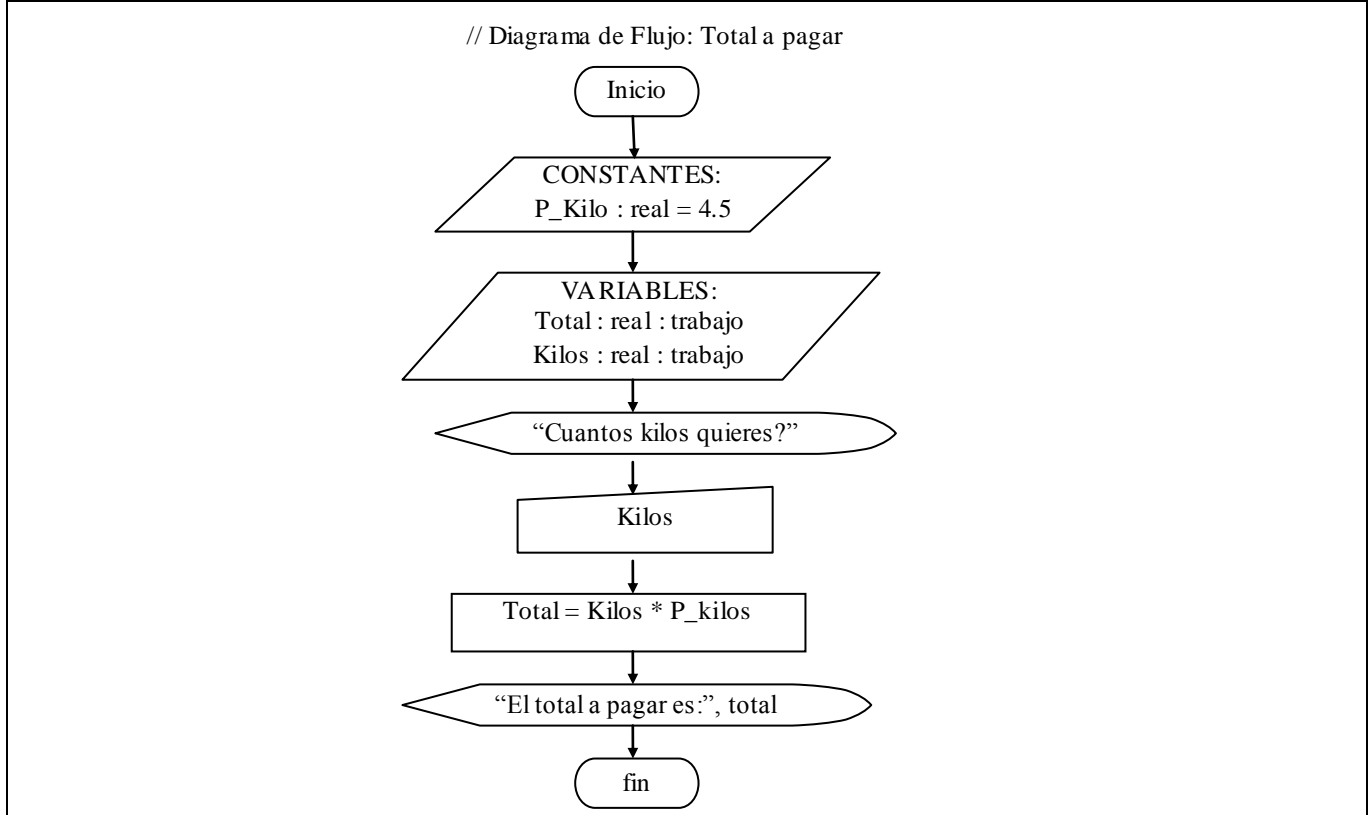 // Diagrama de Flujo: Total a pagar
Inicio
CONSTANTES:
P_Kilo : real = 4.5
VARIABLES:
Total : real : trabajo
Kilos : real : trabajo
“Cuantos kilos quieres?”
Kilos
Total = Kilos * P_kilos
“El total a pagar es:”, total
fin